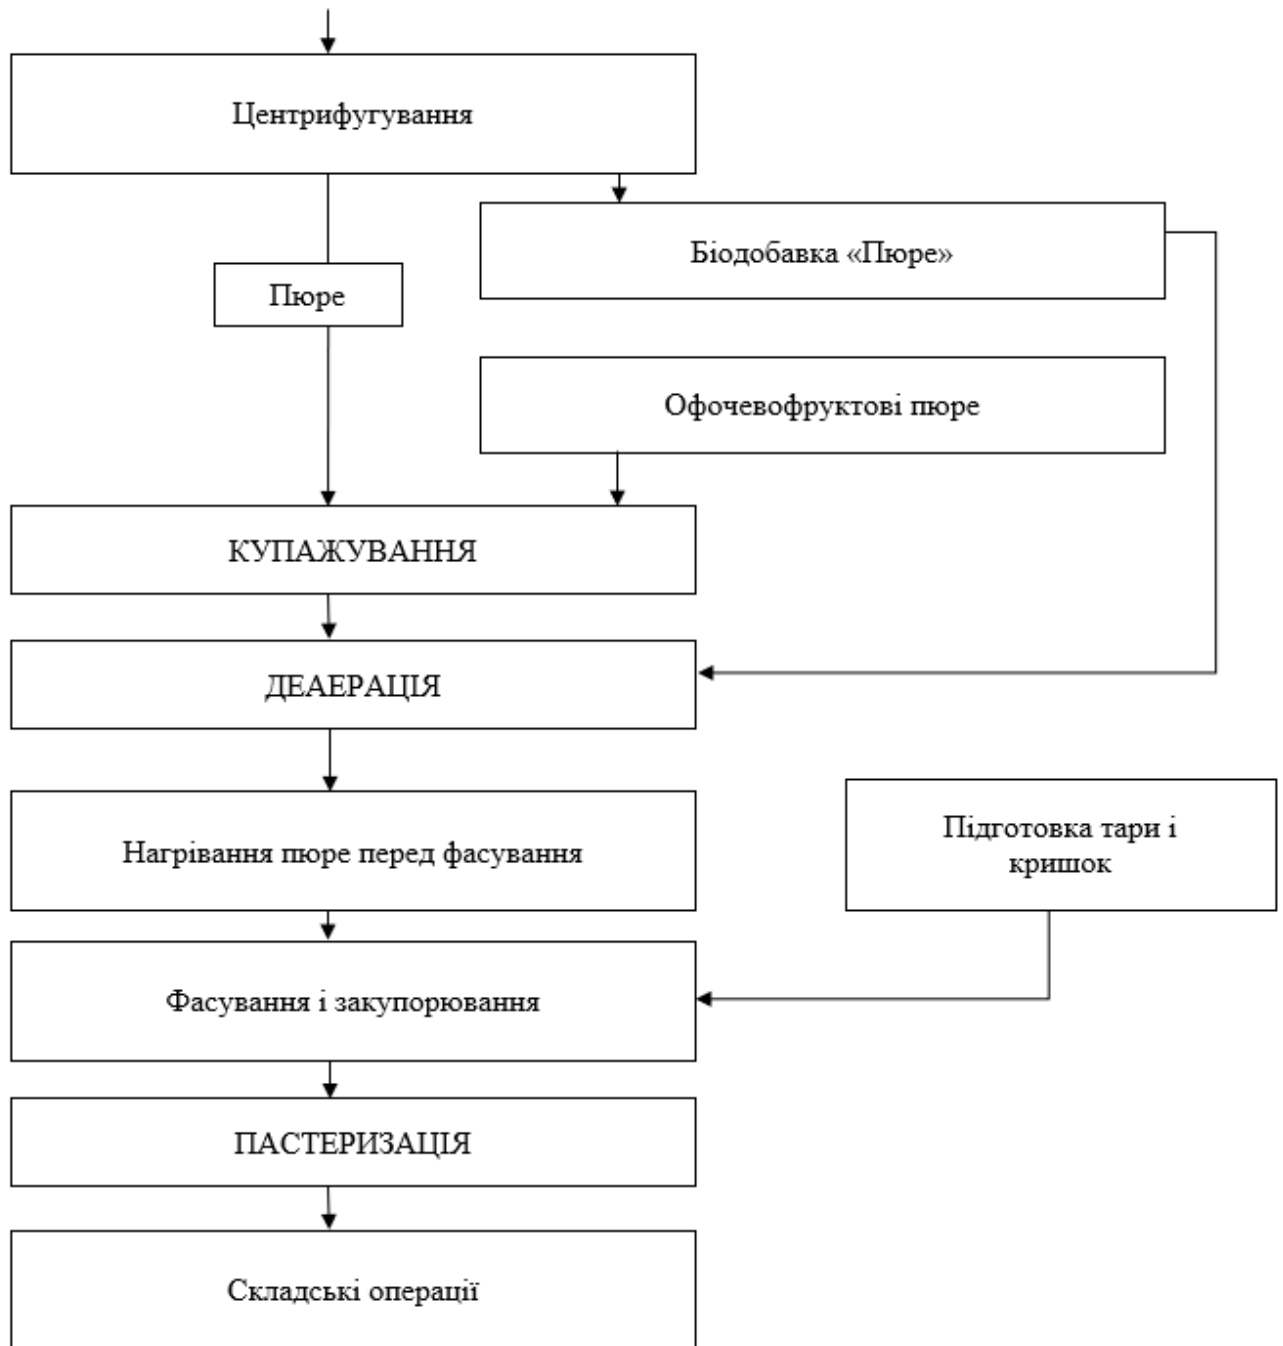 Центрифугування
Біодобавка «Пюре»
Пюре
Офочевофруктові пюре
КУПАЖУВАННЯ
ДЕАЕРАЦІЯ
Нагрівання пюре перед фасування
Підготовка тари і
кришок
Фасування і закупорювання
ПАСТЕРИЗАЦІЯ
Складські операції